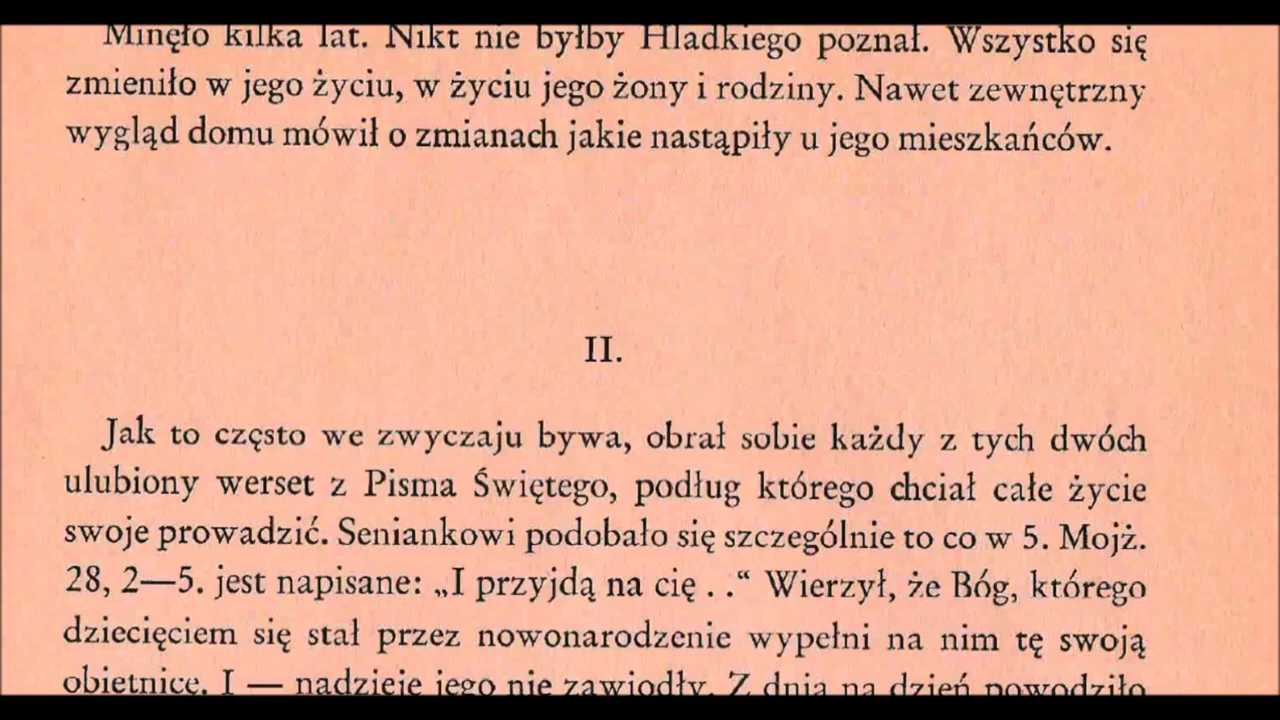 Minęło kilka lat. Nikt nie byłby Hladkiego poznał. Wszystko się
zmieniło w jego życiu, w życiu jego żony i rodziny. Nawet zewnętrzny
wygląd domu mówił o zmianach jakie nastąpiły u jego mieszkańców.
II.
Jak to często we zwyczaju bywa, obrał sobie każdy z tych dwóch
ulubiony werset z Pisma Świętego, podług którego chciał całe życie
swoje prowadzić. Seniankowi podobało się szczególnie to co w 5. Mojż.
28, 2—5. jest napisane: „I przyjdą na cię . .“ Wierzył, że Bóg, którego
dziecięciem się stał przez nowonarodzenie wypełni na nim tę swoją
obietnicę. I — nadzieje jego nie zawiodły. Z dnia na dzień powodziło